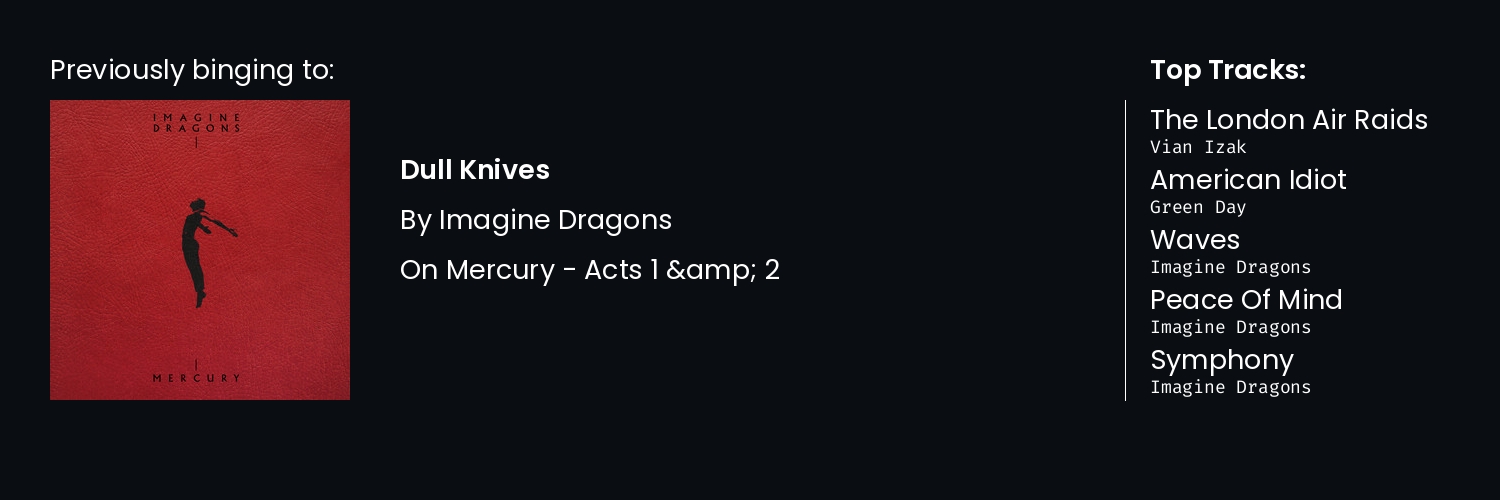 Previously binging to:
IMAGINE
DRAGONS
MERCURY
Dull Knives
By Imagine Dragons
On Mercury - Acts 1 &amp; 2
Top Tracks:
The London Air Raids
Vian Izak
American Idiot
Green Day
Waves
Imagine Dragons
Peace Of Mind
Imagine Dragons
Symphony
Imagine Dragons